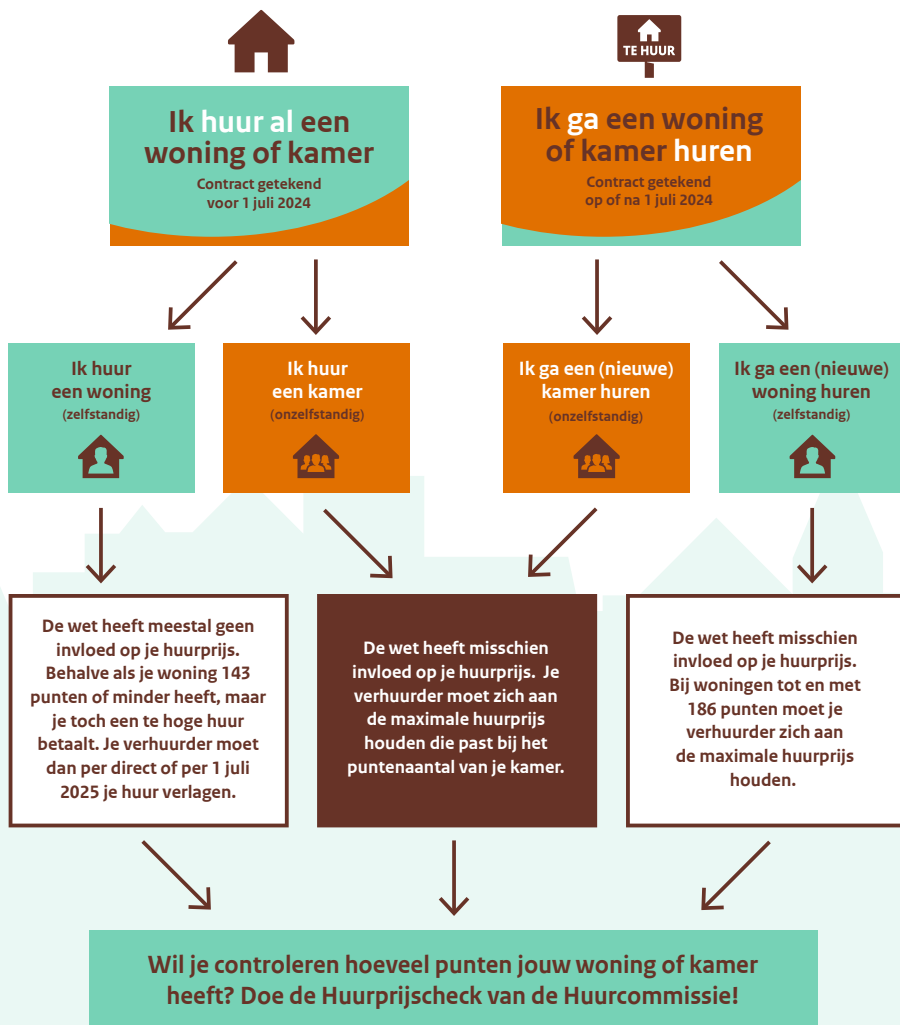 TE HUUR
Ik huur al een
woning of kamer
Contract getekend
voor 1 juli 2024
Ik ga een woning
of kamer huren
Contract getekend
op of na 1 juli 2024
Ik huur
een woning
(zelfstandig)
Ik huur
een kamer
(onzelfstandig)
Ik ga een (nieuwe)
kamer huren
(onzelfstandig)
Ik ga een (nieuwe)
woning huren
(zelfstandig)
De wet heeft meestal geen
invloed op je huurprijs.
Behalve als je woning 143
punten of minder heeft, maar
je toch een te hoge huur
betaalt. Je verhuurder moet
dan per direct of per 1 juli
2025 je huur verlagen.
De wet heeft misschien
invloed op je huurprijs. Je
verhuurder moet zich aan
de maximale huurprijs
houden die past bij het
puntenaantal van je kamer.
De wet heeft misschien
invloed op je huurprijs.
Bij woningen tot en met
186 punten moet je
verhuurder zich aan
de maximale huurprijs
houden.
Wil je controleren hoeveel punten jouw woning of kamer
heeft? Doe de Huurprijscheck van de Huurcommissie!